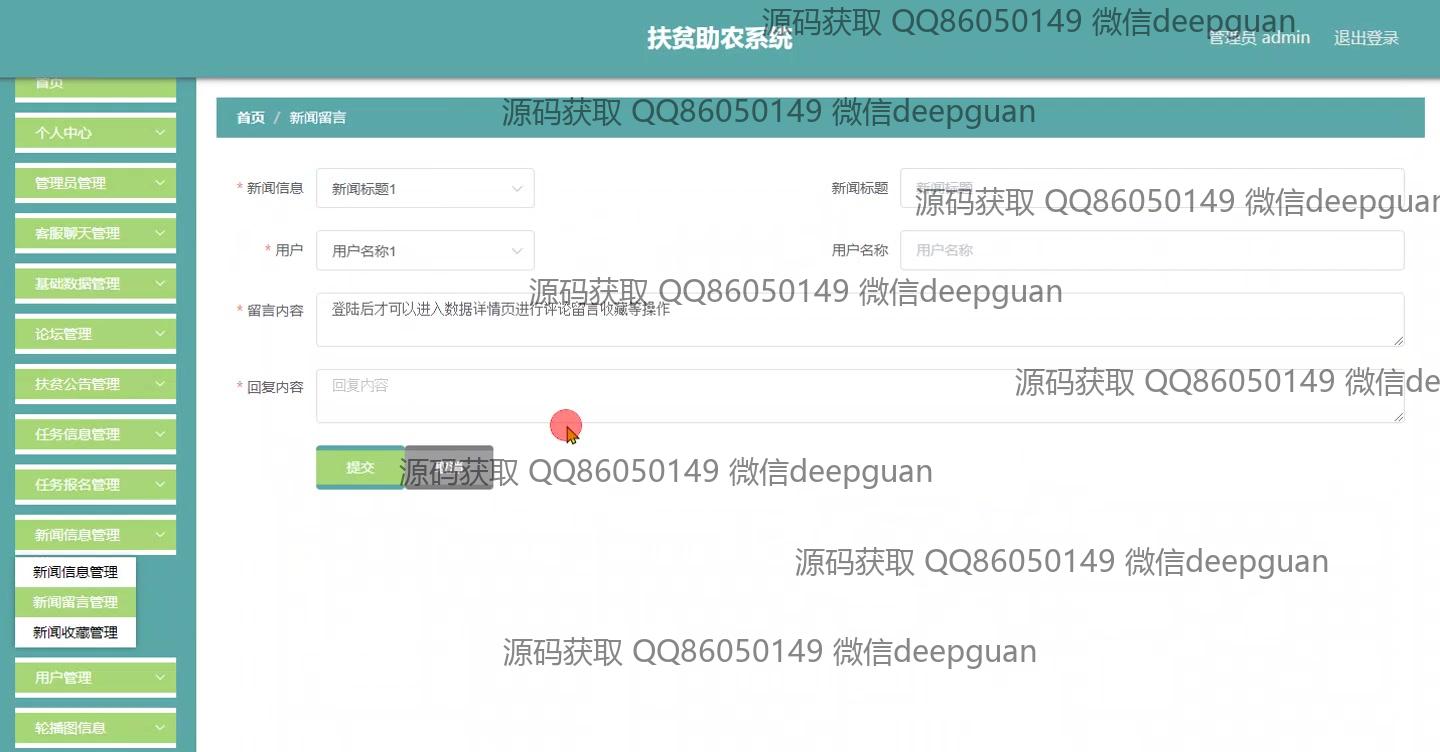 扶贫助农系统
管理员 admin
退出登录
源码获取 QQ86050149 微信deepguan
首页
个人中心
管理员管理
客服聊天管理
基础数据管理
论坛管理
扶贫公告管理
任务信息管理
任务报名管理
新闻信息管理
新闻信息管理
新闻留言管理
新闻收藏管理
用户管理
轮播图信息
首页 / 新闻留言
源码获取 QQ86050149 微信deepguan
* 新闻信息
新闻标题1
新闻标题
新闻标题
源码获取 QQ86050149 微信deepguan
* 用户
用户名称1
用户名称
用户名称
源码获取 QQ86050149 微信deepguan
* 留言内容
登陆后才可以进入数据详情页进行评论留言收藏等操作
* 回复内容
回复内容
源码获取 QQ86050149 微信de
提交
取消
源码获取 QQ86050149 微信deepguan
源码获取 QQ86050149 微信deepguan
源码获取 QQ86050149 微信deepguan